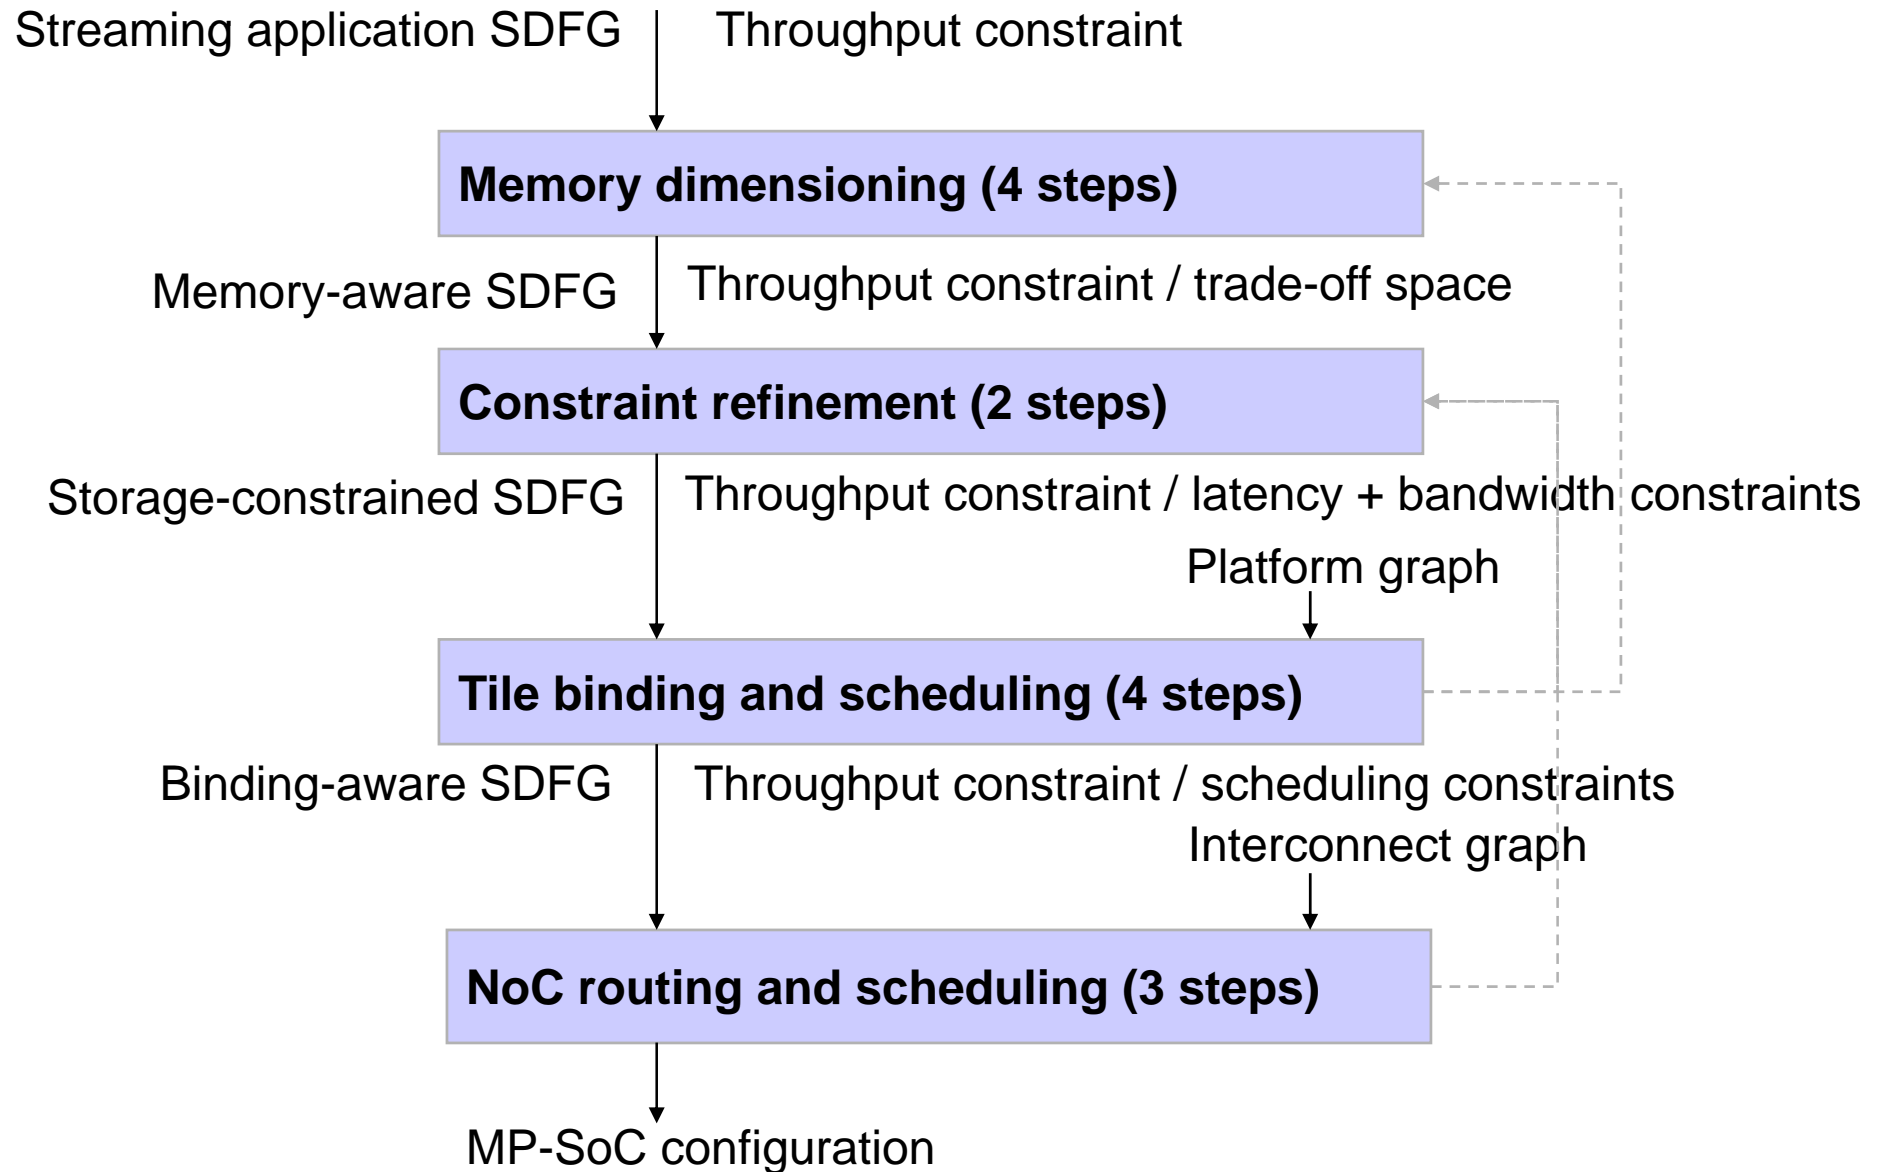 Streaming application SDFG
Throughput constraint
Memory dimensioning (4 steps)
Memory-aware SDFG
Throughput constraint / trade-off space
Constraint refinement (2 steps)
Storage-constrained SDFG
Throughput constraint / latency + bandwidth constraints
Platform graph
Tile binding and scheduling (4 steps)
Binding-aware SDFG
Throughput constraint / scheduling constraints
Interconnect graph
NoC routing and scheduling (3 steps)
MP-SoC configuration